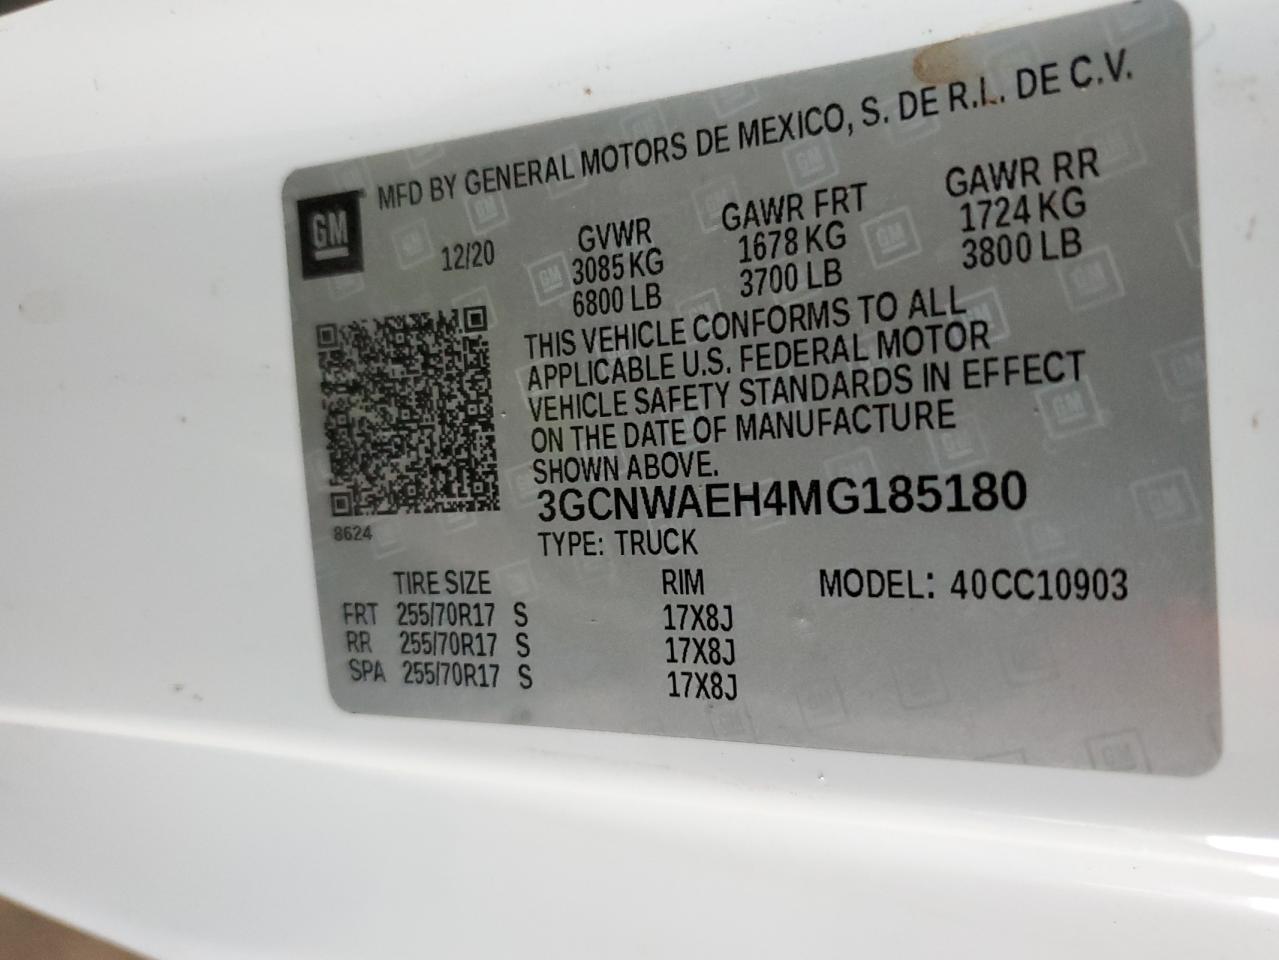 MFD BY GENERAL MOTORS DE MEXICO, S. DE R.L. DE C.V.
GM
12/20
GVWR
3085 KG
6800 LB
GAWR FRT
1678 KG
3700 LB
GAWR RR
1724 KG
3800 LB
THIS VEHICLE CONFORMS TO ALL
APPLICABLE U.S. FEDERAL MOTOR
VEHICLE SAFETY STANDARDS IN EFFECT
ON THE DATE OF MANUFACTURE
SHOWN ABOVE.
3GCNWAEH4MG185180
8624
TYPE: TRUCK
TIRE SIZE RIM MODEL: 40CC10903
FRT 255/70R17 S 17X8J
RR 255/70R17 S 17X8J
SPA 255/70R17 S 17X8J